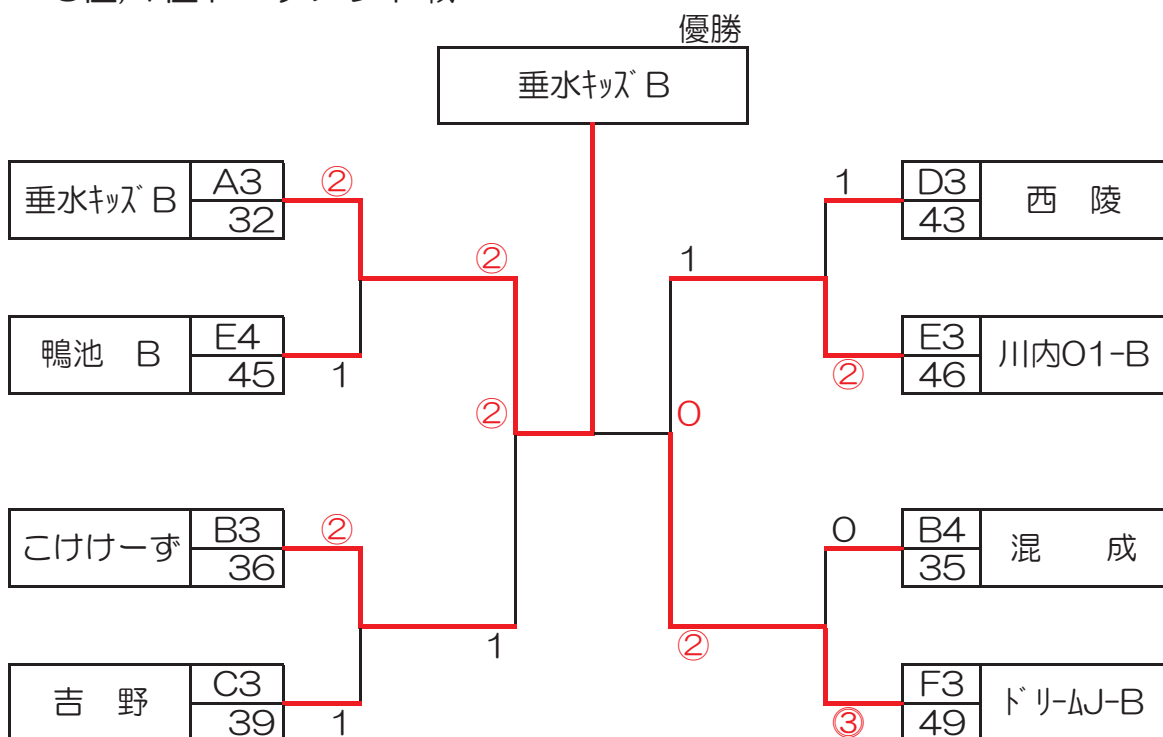 優勝
垂水ｷｯｽﾞB
垂水ｷｯｽﾞB A3 32 ②
1 D3 43 西 陵
② 1
鴨池 B E4 45 1
② E3 46 川内01-B
② 0
こけけーず B3 36 ②
0 B4 35 混 成
1 ②
吉 野 C3 39 1
③ F3 49 ﾄﾞﾘｰﾑJ-B